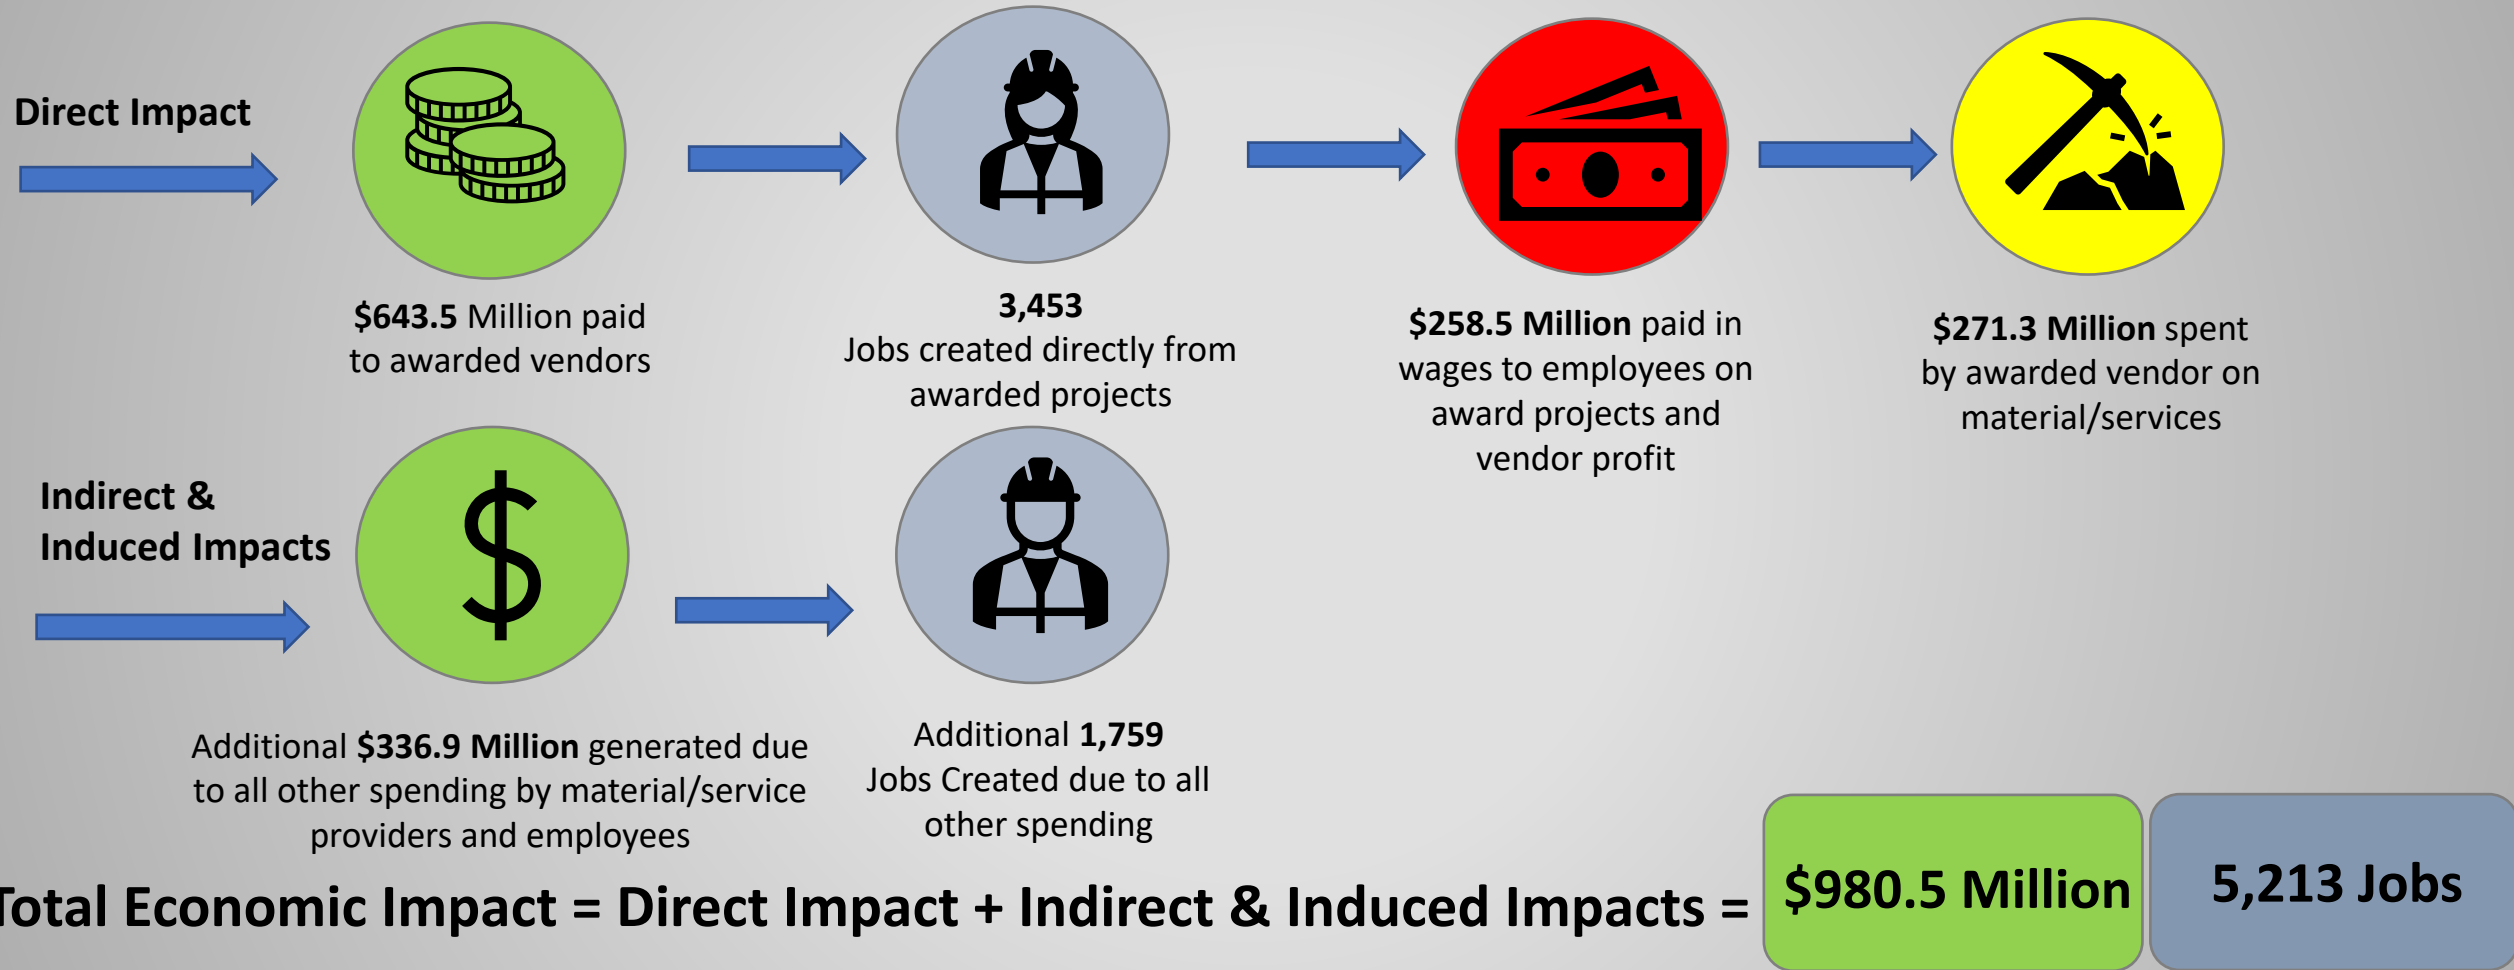 Direct Impact
$643.5 Million paid
to awarded vendors
3,453
Jobs created directly from
awarded projects
$258.5 Million paid in
wages to employees on
award projects and
vendor profit
$271.3 Million spent
by awarded vendor on
material/services
Indirect &
Induced Impacts
Additional $336.9 Million generated due
to all other spending by material/service
providers and employees
Additional 1,759
Jobs Created due to all
other spending
Total Economic Impact = Direct Impact + Indirect & Induced Impacts =
$980.5 Million
5,213 Jobs